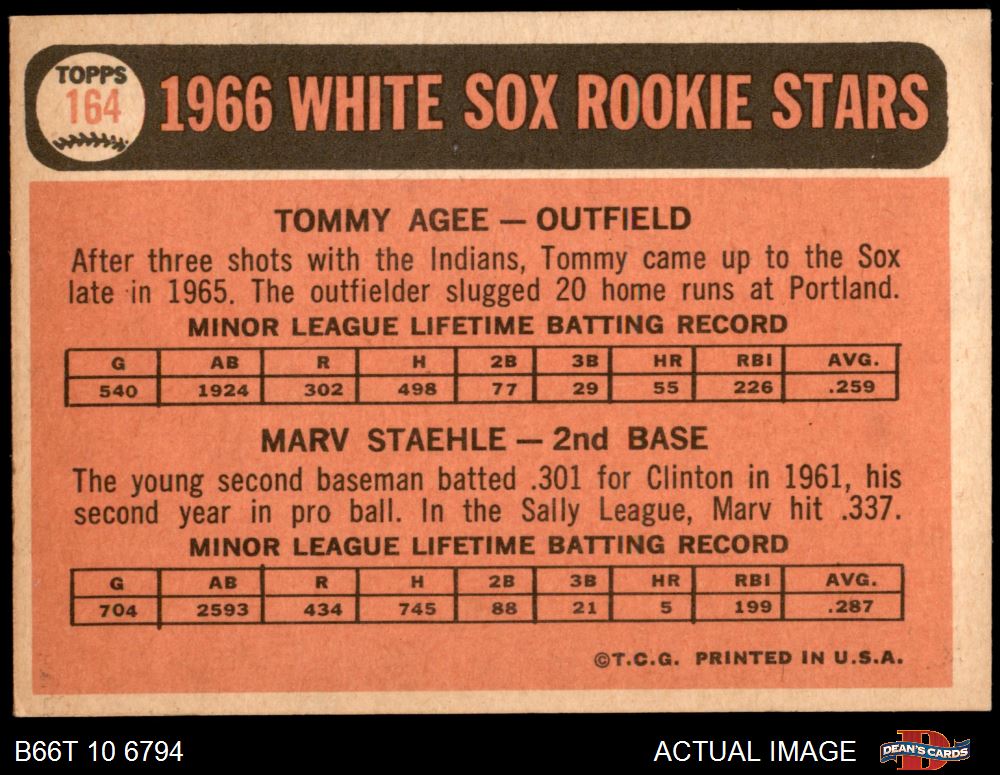 TOPPS
164
1966 WHITE SOX ROOKIE STARS
TOMMY AGEE — OUTFIELD
After three shots with the Indians, Tommy came up to the Sox
late in 1965. The outfielder slugged 20 home runs at Portland.
MINOR LEAGUE LIFETIME BATTING RECORD
G AB R H 2B 3B HR RBI AVG.
540 1924 302 498 77 29 55 226 .259
MARV STAEHLE — 2nd BASE
The young second baseman batted .301 for Clinton in 1961, his
second year in pro ball. In the Sally League, Marv hit .337.
MINOR LEAGUE LIFETIME BATTING RECORD
G AB R H 2B 3B HR RBI AVG.
704 2593 434 745 88 21 5 199 .287
©T.C.G. PRINTED IN U.S.A.
B66T 10 6794 ACTUAL IMAGE DEAN'S CARDS